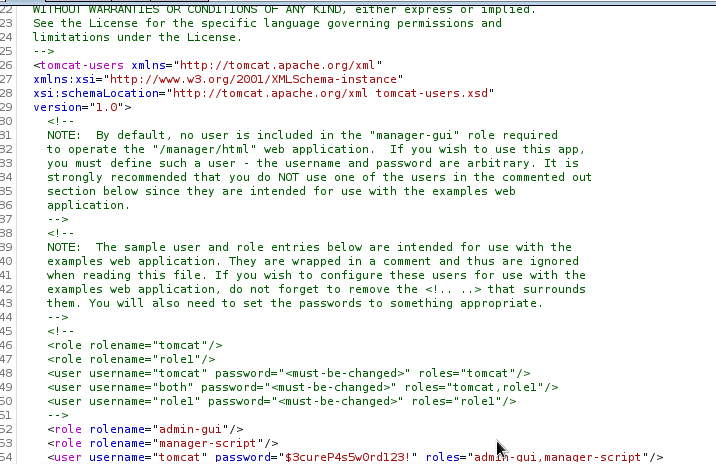 22 WITHOUT WARRANTIES OR CONDITIONS OF ANY KIND, either express or implied.
23 See the License for the specific language governing permissions and
24 limitations under the License.
25 -->
26 <tomcat-users xmlns="http://tomcat.apache.org/xml"
27 xmlns:xsi="http://www.w3.org/2001/XMLSchema-instance"
28 xsi:schemaLocation="http://tomcat.apache.org/xml tomcat-users.xsd"
29 version="1.0">
30 <!--
31 NOTE:  By default, no user is included in the "manager-gui" role required
32 to operate the "/manager/html" web application.  If you wish to use this app,
33 you must define such a user - the username and password are arbitrary. It is
34 strongly recommended that you do NOT use one of the users in the commented out
35 section below since they are intended for use with the examples web
36 application.
37 -->
38 <!--
39 NOTE:  The sample user and role entries below are intended for use with the
40 examples web application. They are wrapped in a comment and thus are ignored
41 when reading this file. If you wish to configure these users for use with the
42 examples web application, do not forget to remove the <!.. ..> that surrounds
43 them. You will also need to set the passwords to something appropriate.
44 -->
45 <!--
46 <role rolename="tomcat"/>
47 <role rolename="role1"/>
48 <user username="tomcat" password="<must-be-changed>" roles="tomcat"/>
49 <user username="both" password="<must-be-changed>" roles="tomcat,role1"/>
50 <user username="role1" password="<must-be-changed>" roles="role1"/>
51 -->
52 <role rolename="admin-gui"/>
53 <role rolename="manager-script"/>
54 <user username="tomcat" password="$3cureP4s5w0rd123!" roles="admin-gui,manager-script"/>